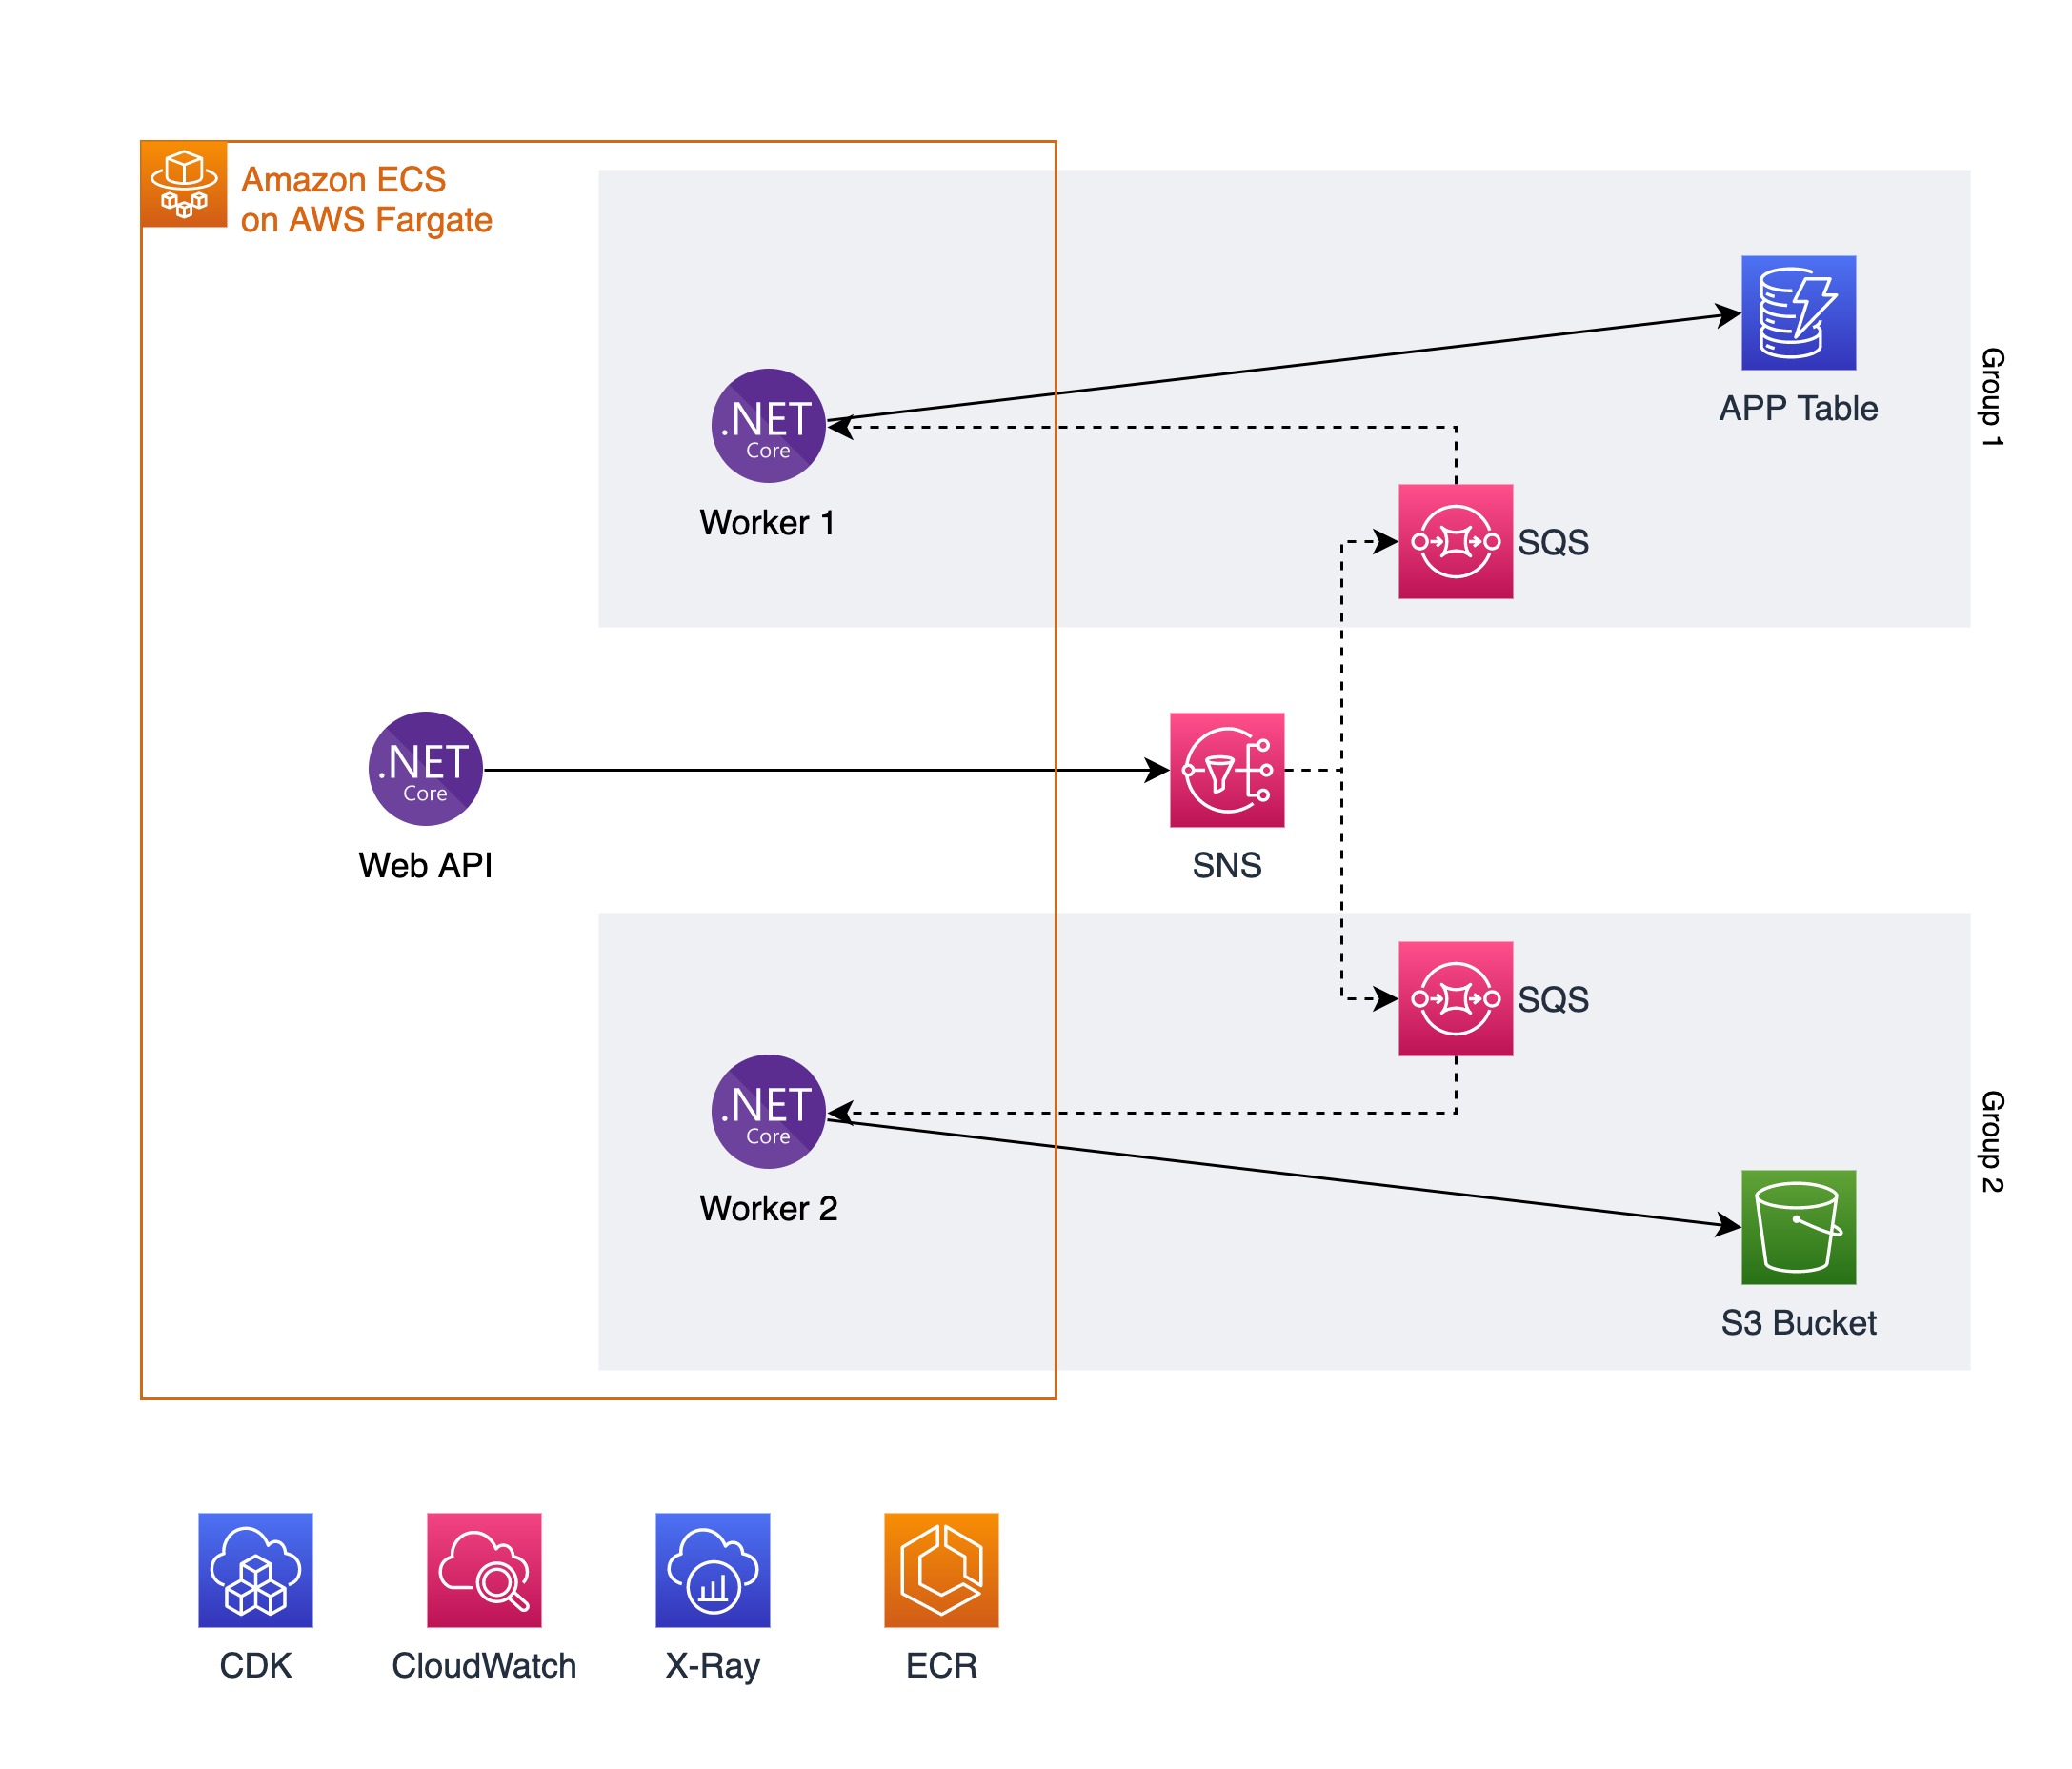 Amazon ECS
on AWS Fargate
.NET
Core
Worker 1
APP Table
Group 1
SQS
.NET
Core
Web API
SNS
SQS
.NET
Core
Worker 2
S3 Bucket
Group 2
CDK
CloudWatch
X-Ray
ECR